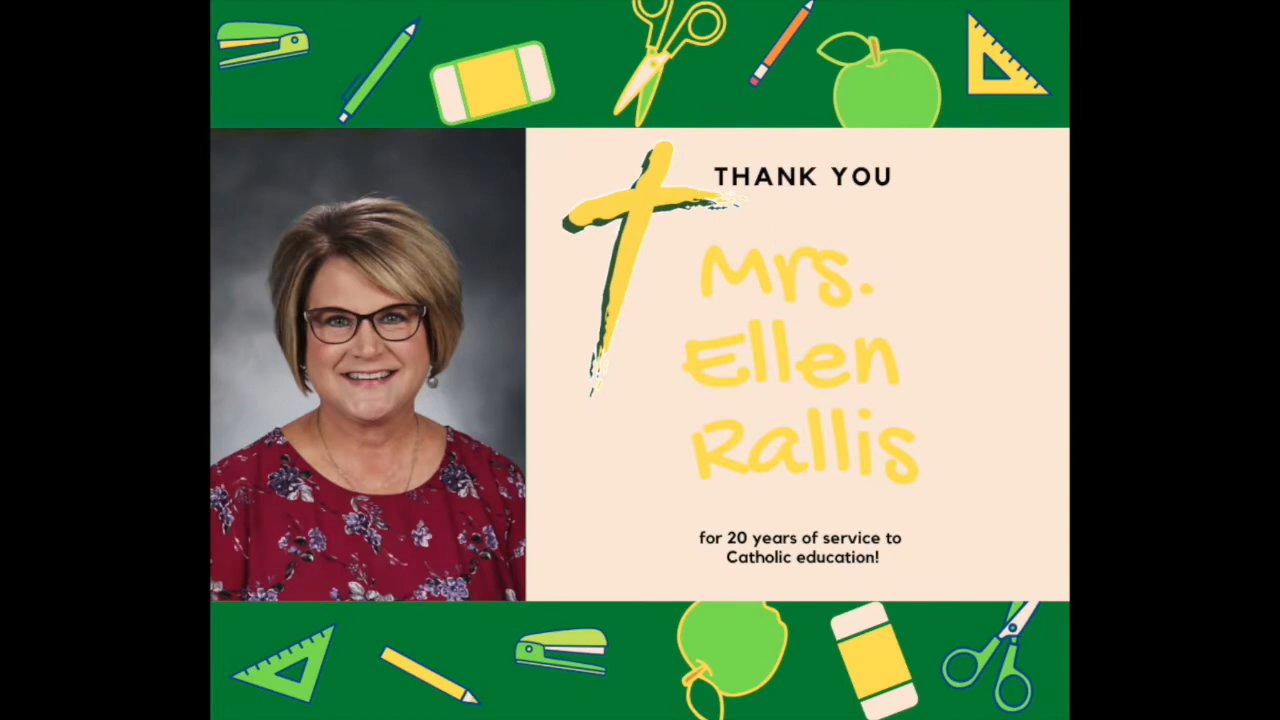 THANK YOU
Mrs.
Ellen
Rallis
for 20 years of service to
Catholic education!